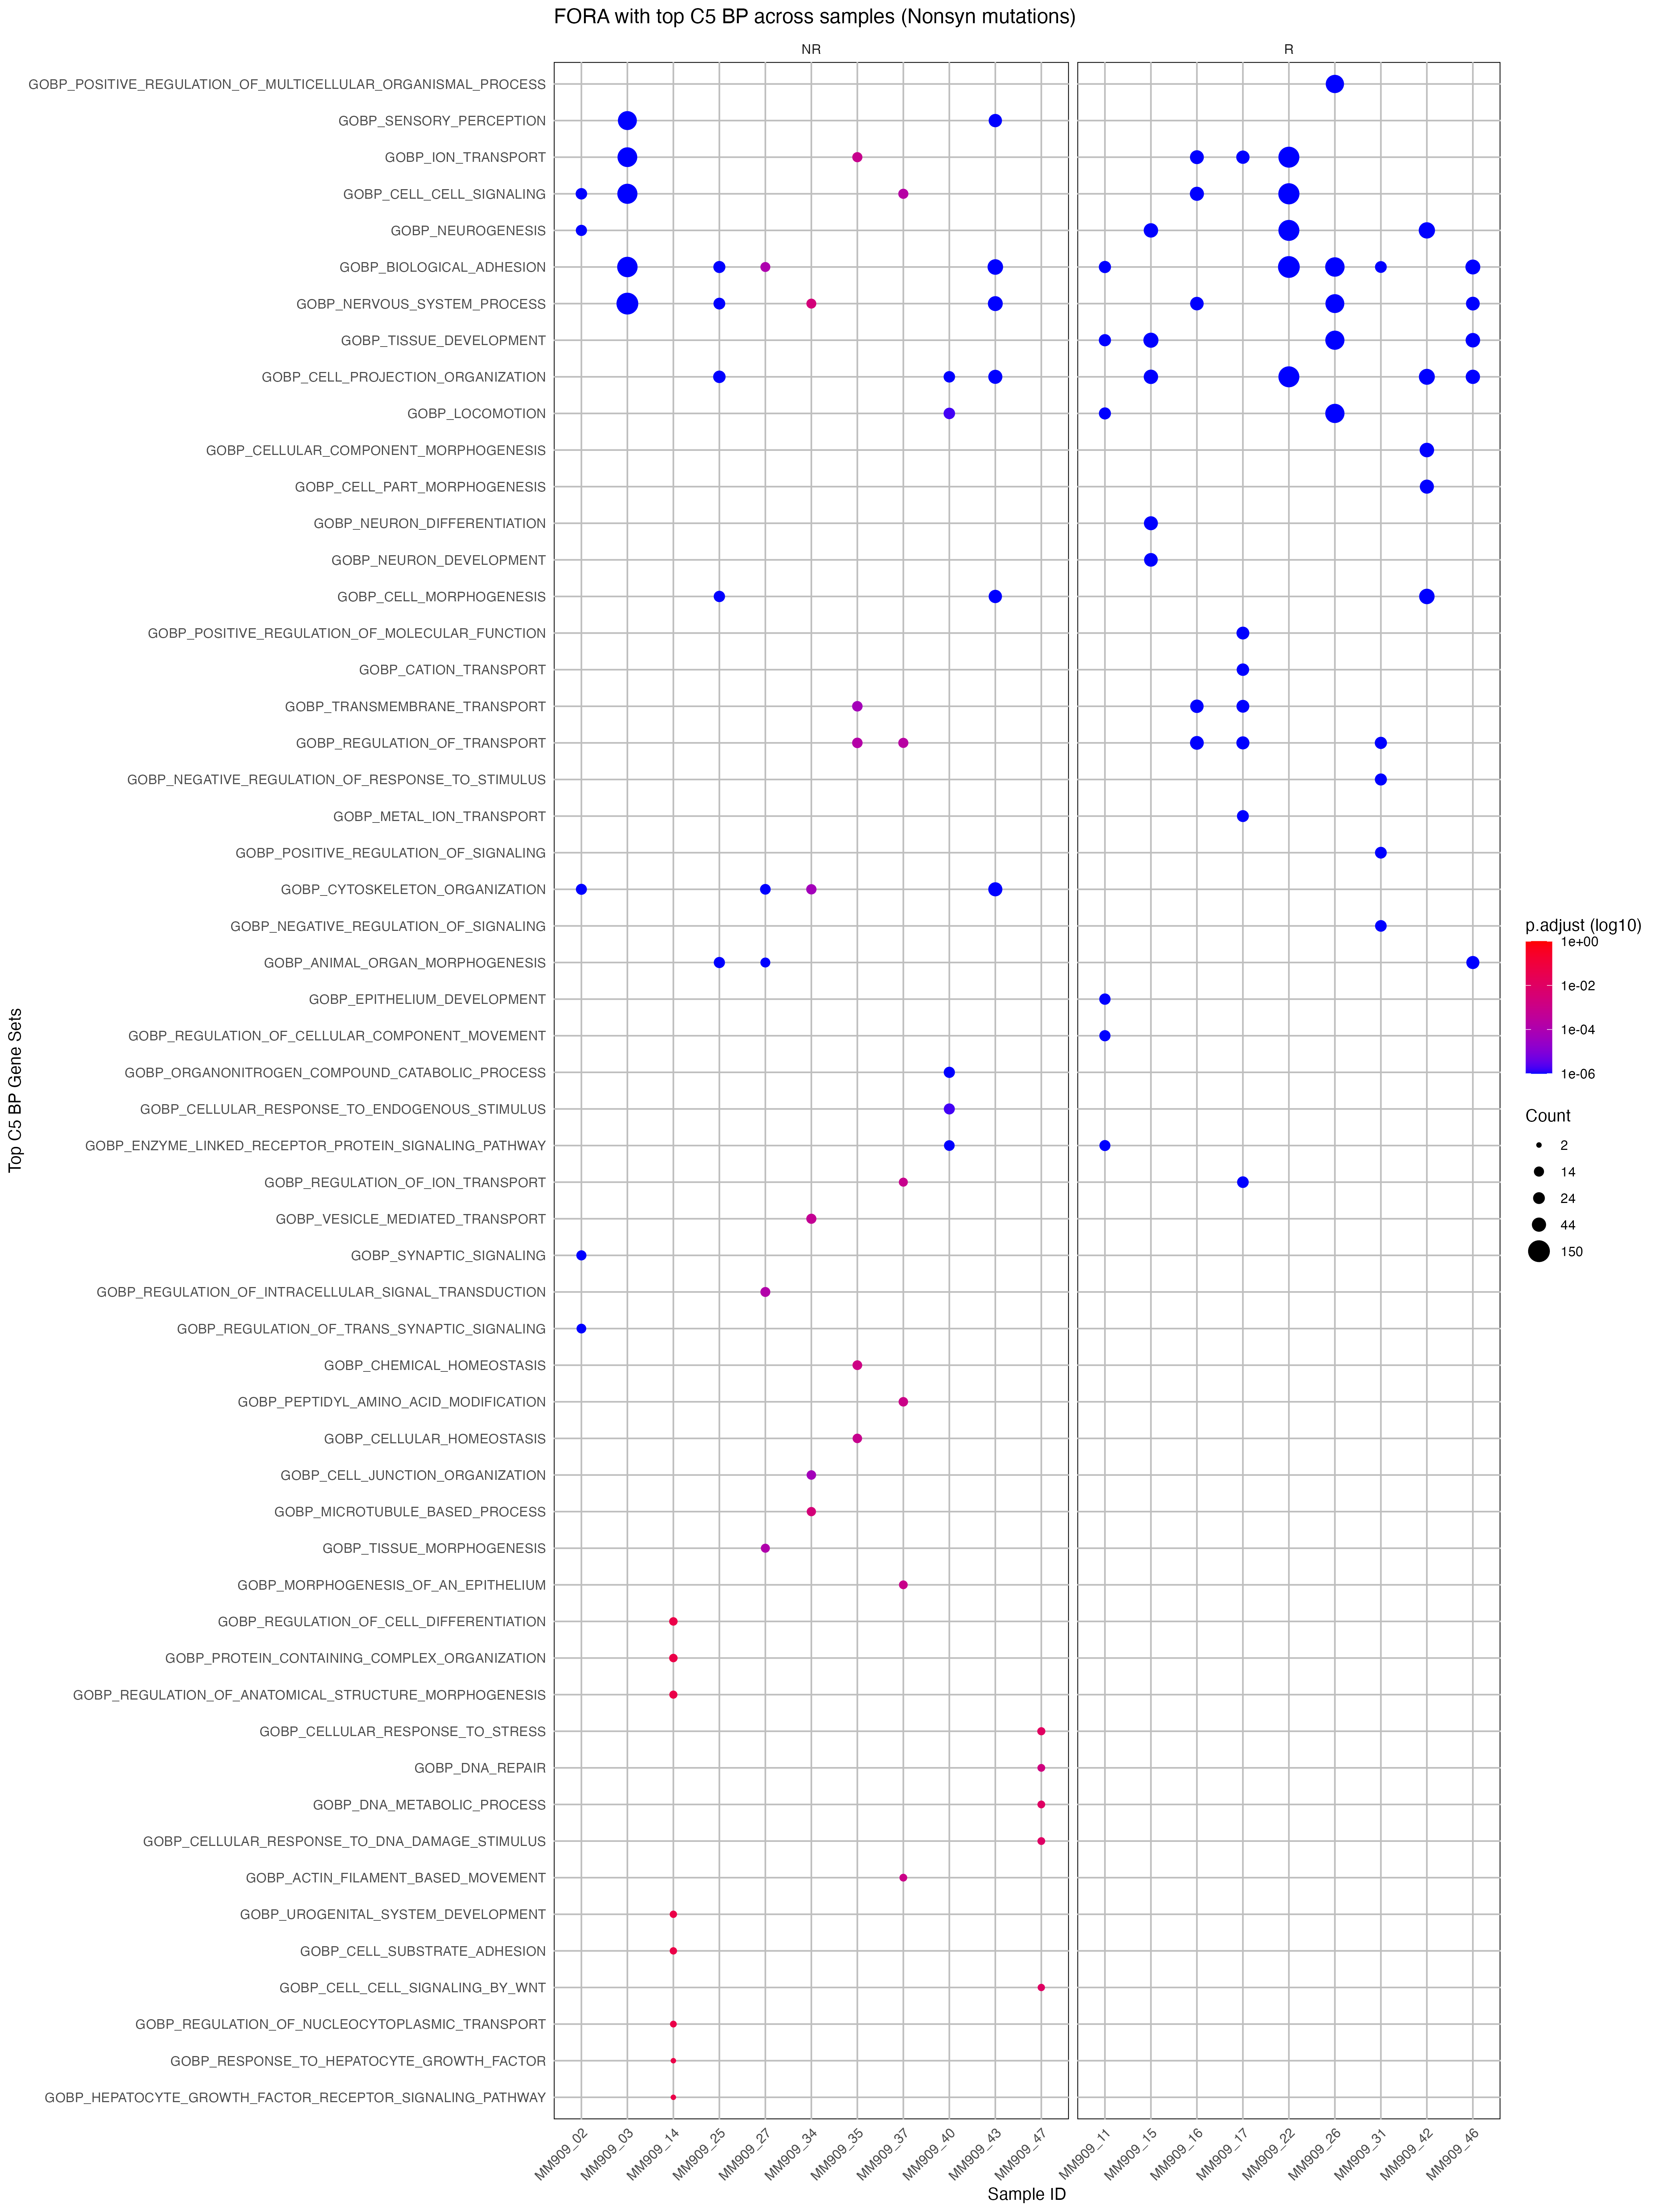 FORA with top C5 BP across samples (Nonsyn mutations)
NR
R
GOBP_POSITIVE_REGULATION_OF_MULTICELLULAR_ORGANISMAL_PROCESS
GOBP_SENSORY_PERCEPTION
GOBP_ION_TRANSPORT
GOBP_CELL_CELL_SIGNALING
GOBP_NEUROGENESIS
GOBP_BIOLOGICAL_ADHESION
GOBP_NERVOUS_SYSTEM_PROCESS
GOBP_TISSUE_DEVELOPMENT
GOBP_CELL_PROJECTION_ORGANIZATION
GOBP_LOCOMOTION
GOBP_CELLULAR_COMPONENT_MORPHOGENESIS
GOBP_CELL_PART_MORPHOGENESIS
GOBP_NEURON_DIFFERENTIATION
GOBP_NEURON_DEVELOPMENT
GOBP_CELL_MORPHOGENESIS
GOBP_POSITIVE_REGULATION_OF_MOLECULAR_FUNCTION
GOBP_CATION_TRANSPORT
GOBP_TRANSMEMBRANE_TRANSPORT
GOBP_REGULATION_OF_TRANSPORT
GOBP_NEGATIVE_REGULATION_OF_RESPONSE_TO_STIMULUS
GOBP_METAL_ION_TRANSPORT
GOBP_POSITIVE_REGULATION_OF_SIGNALING
GOBP_CYTOSKELETON_ORGANIZATION
GOBP_NEGATIVE_REGULATION_OF_SIGNALING
GOBP_ANIMAL_ORGAN_MORPHOGENESIS
GOBP_EPITHELIUM_DEVELOPMENT
GOBP_REGULATION_OF_CELLULAR_COMPONENT_MOVEMENT
GOBP_ORGANONITROGEN_COMPOUND_CATABOLIC_PROCESS
GOBP_CELLULAR_RESPONSE_TO_ENDOGENOUS_STIMULUS
GOBP_ENZYME_LINKED_RECEPTOR_PROTEIN_SIGNALING_PATHWAY
GOBP_REGULATION_OF_ION_TRANSPORT
GOBP_VESICLE_MEDIATED_TRANSPORT
GOBP_SYNAPTIC_SIGNALING
GOBP_REGULATION_OF_INTRACELLULAR_SIGNAL_TRANSDUCTION
GOBP_REGULATION_OF_TRANS_SYNAPTIC_SIGNALING
GOBP_CHEMICAL_HOMEOSTASIS
GOBP_PEPTIDYL_AMINO_ACID_MODIFICATION
GOBP_CELLULAR_HOMEOSTASIS
GOBP_CELL_JUNCTION_ORGANIZATION
GOBP_MICROTUBULE_BASED_PROCESS
GOBP_TISSUE_MORPHOGENESIS
GOBP_MORPHOGENESIS_OF_AN_EPITHELIUM
GOBP_REGULATION_OF_CELL_DIFFERENTIATION
GOBP_PROTEIN_CONTAINING_COMPLEX_ORGANIZATION
GOBP_REGULATION_OF_ANATOMICAL_STRUCTURE_MORPHOGENESIS
GOBP_CELLULAR_RESPONSE_TO_STRESS
GOBP_DNA_REPAIR
GOBP_DNA_METABOLIC_PROCESS
GOBP_CELLULAR_RESPONSE_TO_DNA_DAMAGE_STIMULUS
GOBP_ACTIN_FILAMENT_BASED_MOVEMENT
GOBP_UROGENITAL_SYSTEM_DEVELOPMENT
GOBP_CELL_SUBSTRATE_ADHESION
GOBP_CELL_CELL_SIGNALING_BY_WNT
GOBP_REGULATION_OF_NUCLEOCYTOPLASMIC_TRANSPORT
GOBP_RESPONSE_TO_HEPATOCYTE_GROWTH_FACTOR
GOBP_HEPATOCYTE_GROWTH_FACTOR_RECEPTOR_SIGNALING_PATHWAY
Top C5 BP Gene Sets
MM909_02
MM909_03
MM909_14
MM909_25
MM909_27
MM909_34
MM909_35
MM909_37
MM909_40
MM909_43
MM909_47
MM909_11
MM909_15
MM909_16
MM909_17
MM909_22
MM909_26
MM909_31
MM909_42
MM909_46
Sample ID
p.adjust (log10)
1e+00
1e-02
1e-04
1e-06
Count
2
14
24
44
150